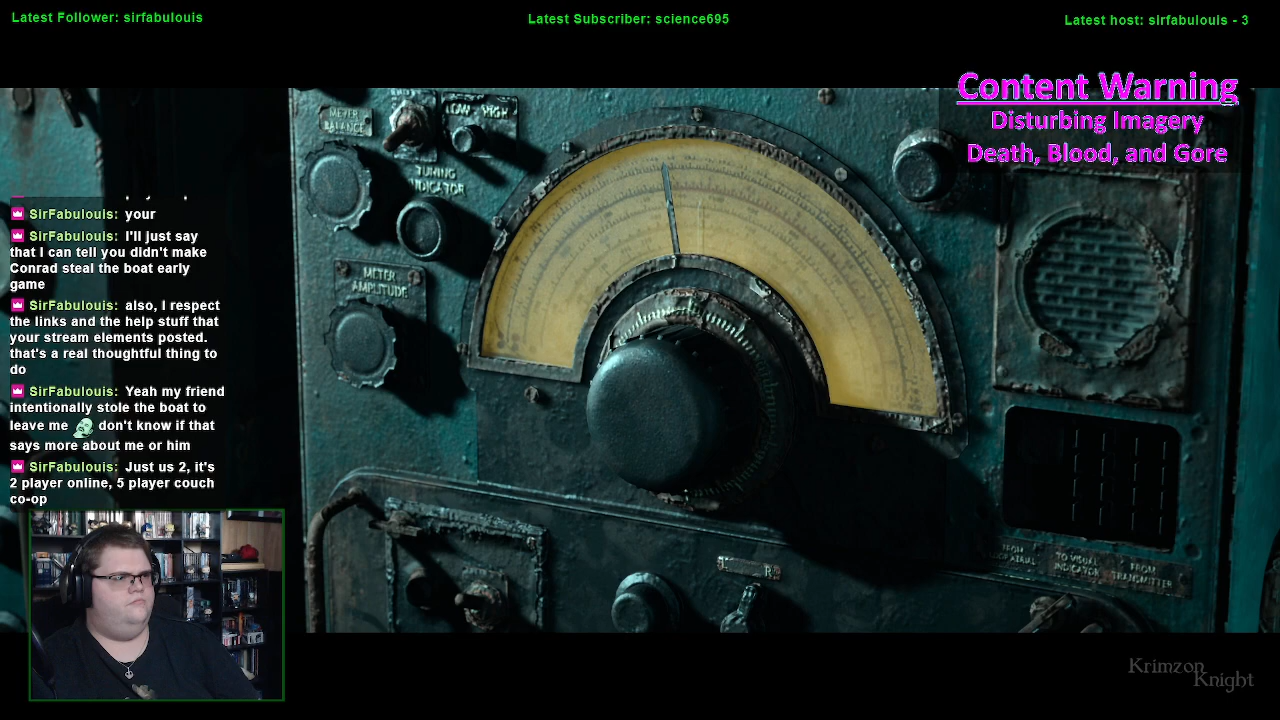 Latest Follower: sirfabulouis
Latest Subscriber: science695
Latest host: sirfabulouis - 3
Content Warning
Disturbing Imagery
Death, Blood, and Gore
METER
BALANCE
LOW - HIGH
TUNING
INDICATOR
METER
AMPLITUDE
SirFabulouis: your
SirFabulouis: I'll just say
that I can tell you didn't make
Conrad steal the boat early
game
SirFabulouis: also, I respect
the links and the help stuff that
your stream elements posted.
that's a real thoughtful thing to
do
SirFabulouis: Yeah my friend
intentionally stole the boat to
leave me don't know if that
says more about me or him
SirFabulouis: Just us 2, it's
2 player online, 5 player couch
co-op
FROM
TO VISUAL
INDICATOR
FROM
TRANSMITTER
Krimzon
Knight